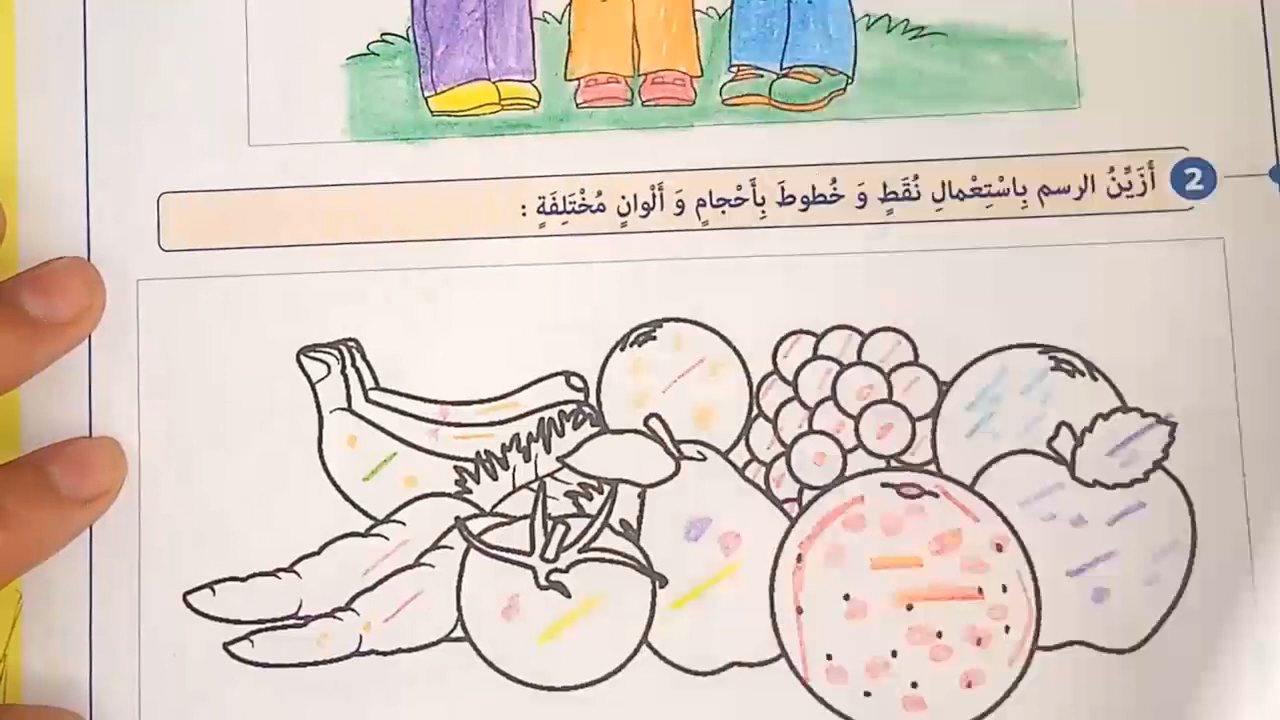 2 أَزَيِّنُ الرسم بِاسْتِعْمالِ نُقَطٍ وَ خُطوطَ بِأَحْجامٍ وَ أَلْوانٍ مُخْتَلِفَةٍ :